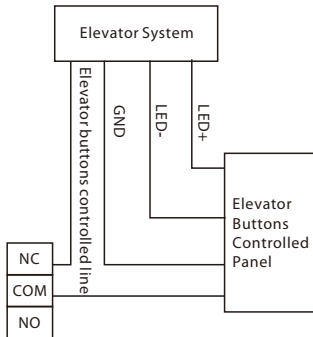 Elevator System
Elevator buttons controlled line
GND
LED-
LED+
Elevator
Buttons
Controlled
Panel
NC
COM
NO